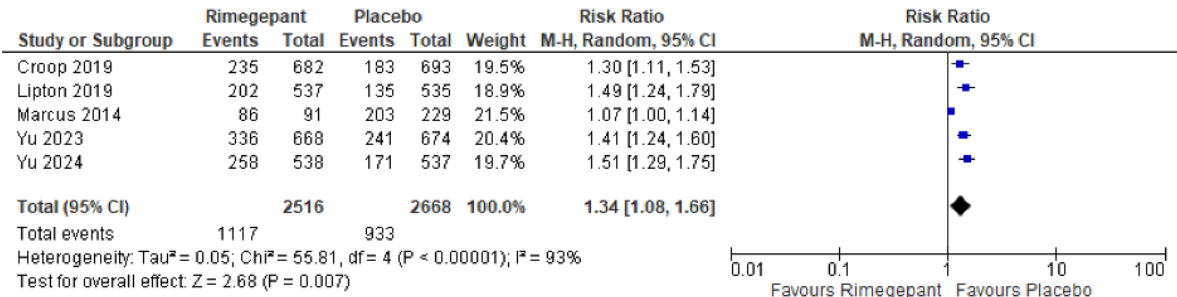 Rimegepant Placebo Risk Ratio Risk Ratio
Study or Subgroup Events Total Events Total Weight M-H, Random, 95% CI M-H, Random, 95% CI
Croop 2019 235 682 183 693 19.5% 1.30 [1.11, 1.53]
Lipton 2019 202 537 135 535 18.9% 1.49 [1.24, 1.79]
Marcus 2014 86 91 203 229 21.5% 1.07 [1.00, 1.14]
Yu 2023 336 668 241 674 20.4% 1.41 [1.24, 1.60]
Yu 2024 258 538 171 537 19.7% 1.51 [1.29, 1.75]
Total (95% CI) 2516 2668 100.0% 1.34 [1.08, 1.66]
Total events 1117 933
Heterogeneity: Tau² = 0.05; Chi² = 55.81, df = 4 (P < 0.00001); I² = 93%
Test for overall effect: Z = 2.68 (P = 0.007)
0.01 0.1 1 10 100
Favours Rimegepant Favours Placebo